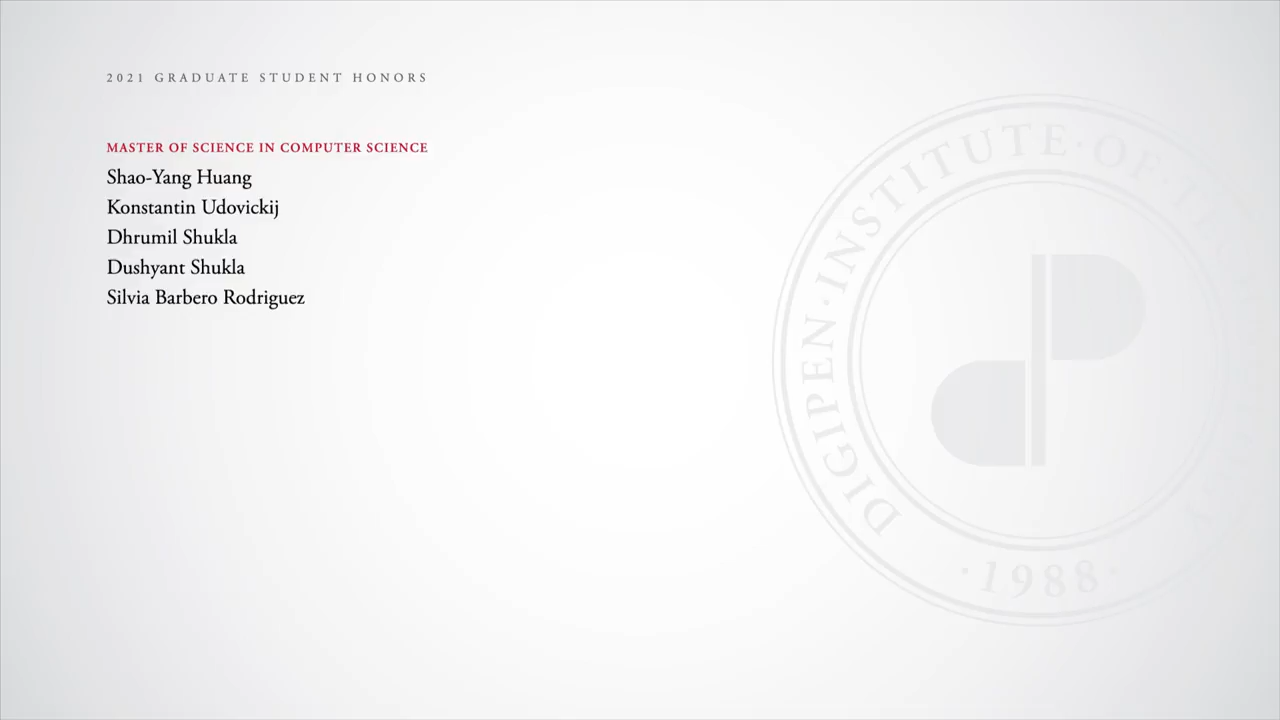 2021 GRADUATE STUDENT HONORS
MASTER OF SCIENCE IN COMPUTER SCIENCE
Shao-Yang Huang
Konstantin Udovickij
Dhrumil Shukla
Dushyant Shukla
Silvia Barbero Rodriguez
DIGIPEN·INSTITUTE·OF
·1988·